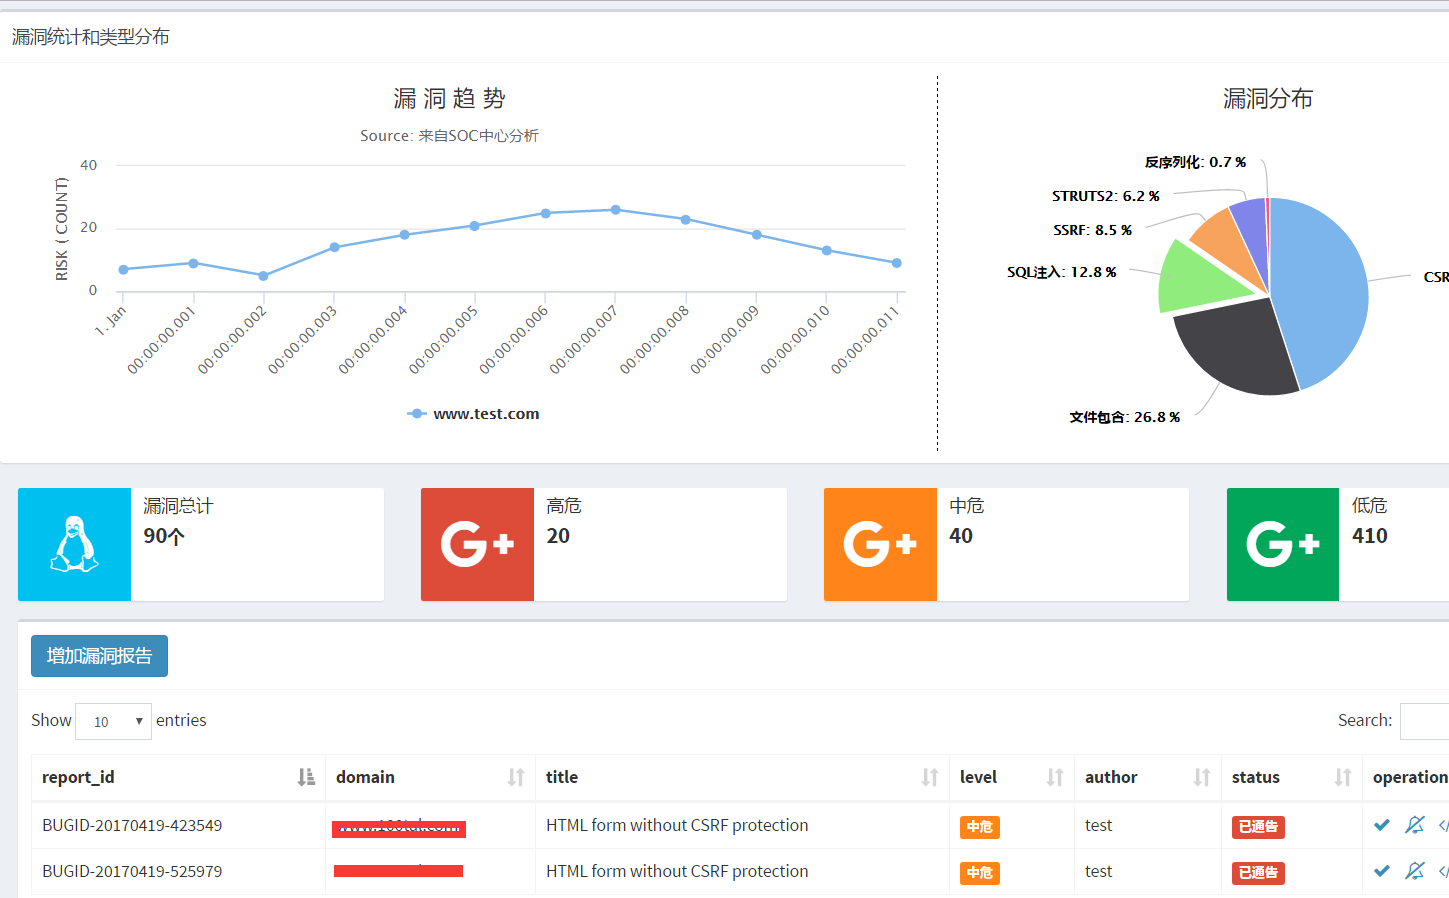 漏洞统计和类型分布
漏 洞 趋 势
Source: 来自SOC中心分析
RISK ( COUNT)
40
20
0
1. Jan
00:00:00.001
00:00:00.002
00:00:00.003
00:00:00.004
00:00:00.005
00:00:00.006
00:00:00.007
00:00:00.008
00:00:00.009
00:00:00.010
00:00:00.011
www.test.com
漏洞分布
反序列化: 0.7 %
STRUTS2: 6.2 %
SSRF: 8.5 %
SQL注入: 12.8 %
CSR
文件包含: 26.8 %
漏洞总计
90个
G+
高危
20
G+
中危
40
G+
低危
410
增加漏洞报告
Show 10 entries
Search:
report_id domain title level author status operation
BUGID-20170419-423549 HTML form without CSRF protection 中危 test 已通告
BUGID-20170419-525979 HTML form without CSRF protection 中危 test 已通告